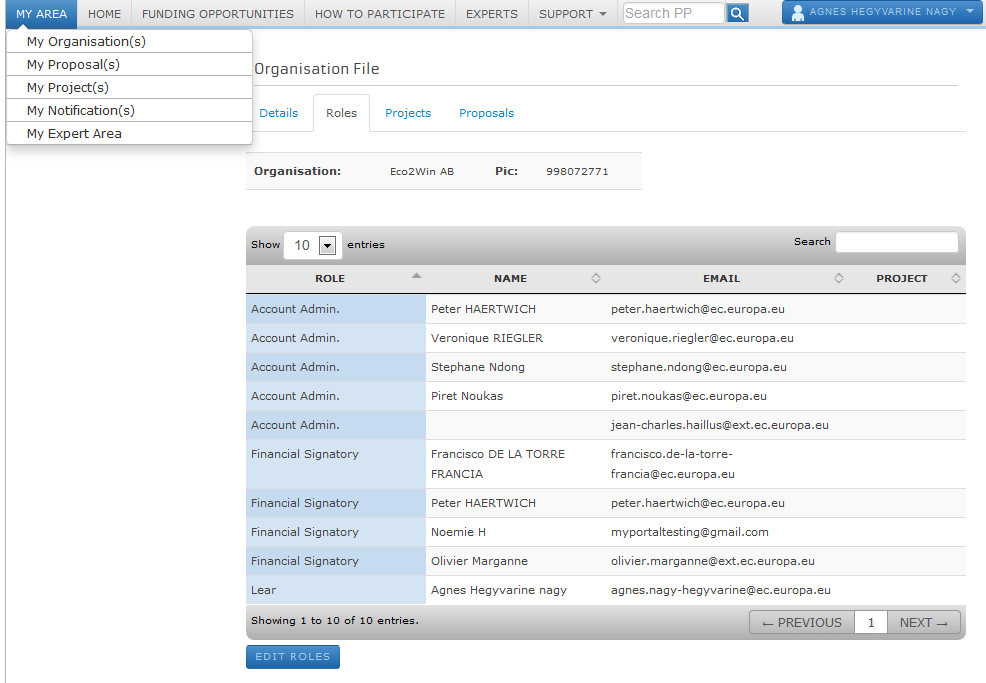 MY AREA HOME FUNDING OPPORTUNITIES HOW TO PARTICIPATE EXPERTS SUPPORT Search PP AGNES HEGYVARINE NAGY
My Organisation(s)
My Proposal(s)
My Project(s)
My Notification(s)
My Expert Area
Organisation File
Details Roles Projects Proposals
Organisation: Eco2Win AB Pic: 998072771
Show 10 entries Search
ROLE NAME EMAIL PROJECT
Account Admin. Peter HAERTWICH peter.haertwich@ec.europa.eu
Account Admin. Veronique RIEGLER veronique.riegler@ec.europa.eu
Account Admin. Stephane Ndong stephane.ndong@ec.europa.eu
Account Admin. Piret Noukas piret.noukas@ec.europa.eu
Account Admin. jean-charles.haillus@ext.ec.europa.eu
Financial Signatory Francisco DE LA TORRE francisco.de-la-torre-
FRANCIA francia@ec.europa.eu
Financial Signatory Peter HAERTWICH peter.haertwich@ec.europa.eu
Financial Signatory Noemie H myportaltesting@gmail.com
Financial Signatory Olivier Marganne olivier.marganne@ext.ec.europa.eu
Lear Agnes Hegyvarine nagy agnes.nagy-hegyvarine@ec.europa.eu
Showing 1 to 10 of 10 entries. ← PREVIOUS 1 NEXT →
EDIT ROLES